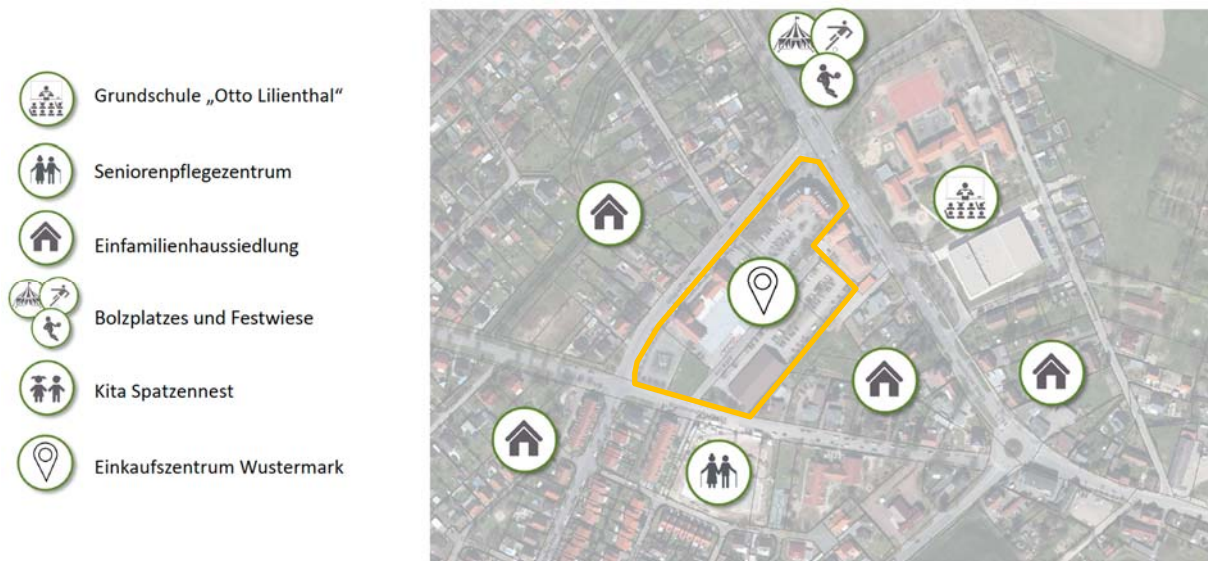 Grundschule „Otto Lilienthal“
Seniorenpflegezentrum
Einfamilienhaussiedlung
Bolzplatzes und Festwiese
Kita Spatzennest
Einkaufszentrum Wustermark